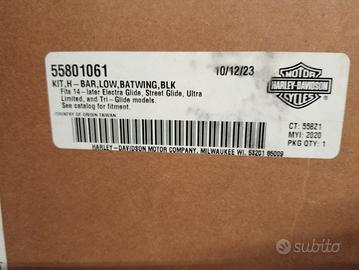 55801061
10/12/23
KIT,H-BAR,LOW,BATWING,BLK
Fits 14-later Electra Glide, Street Glide, Ultra
Limited, and Tri-Glide models.
See catalog for fitment.
COUNTRY OF ORIGIN TAIWAN
MOTOR
HARLEY-DAVIDSON
CYCLES
CT: 55BZ1
MYI: 2020
PKG QTY: 1
HARLEY-DAVIDSON MOTOR COMPANY, MILWAUKEE WI. 53201 85009
subito